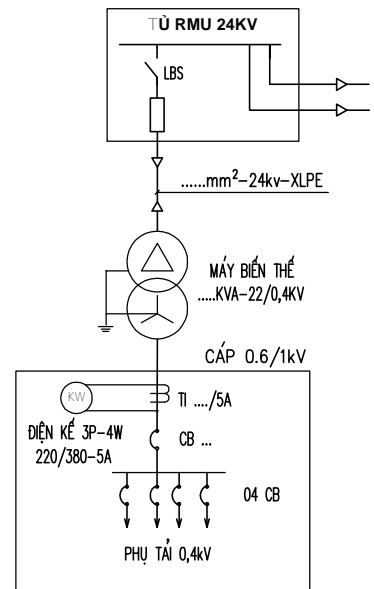 TỦ RMU 24KV
LBS
......mm²-24kv-XLPE
MÁY BIẾN THẾ
.....KVA-22/0,4KV
CÁP 0.6/1kV
KW
TI ..../5A
ĐIỆN KẾ 3P-4W
220/380-5A
CB ...
04 CB
PHỤ TẢI 0,4kV